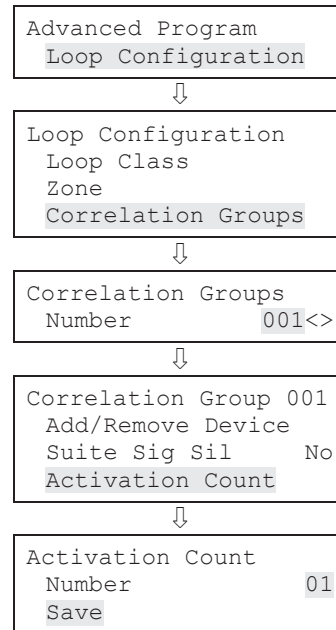 Advanced Program
Loop Configuration
⇩
Loop Configuration
Loop Class
Zone
Correlation Groups
⇩
Correlation Groups
Number 001<>
⇩
Correlation Group 001
Add/Remove Device
Suite Sig Sil No
Activation Count
⇩
Activation Count
Number 01
Save